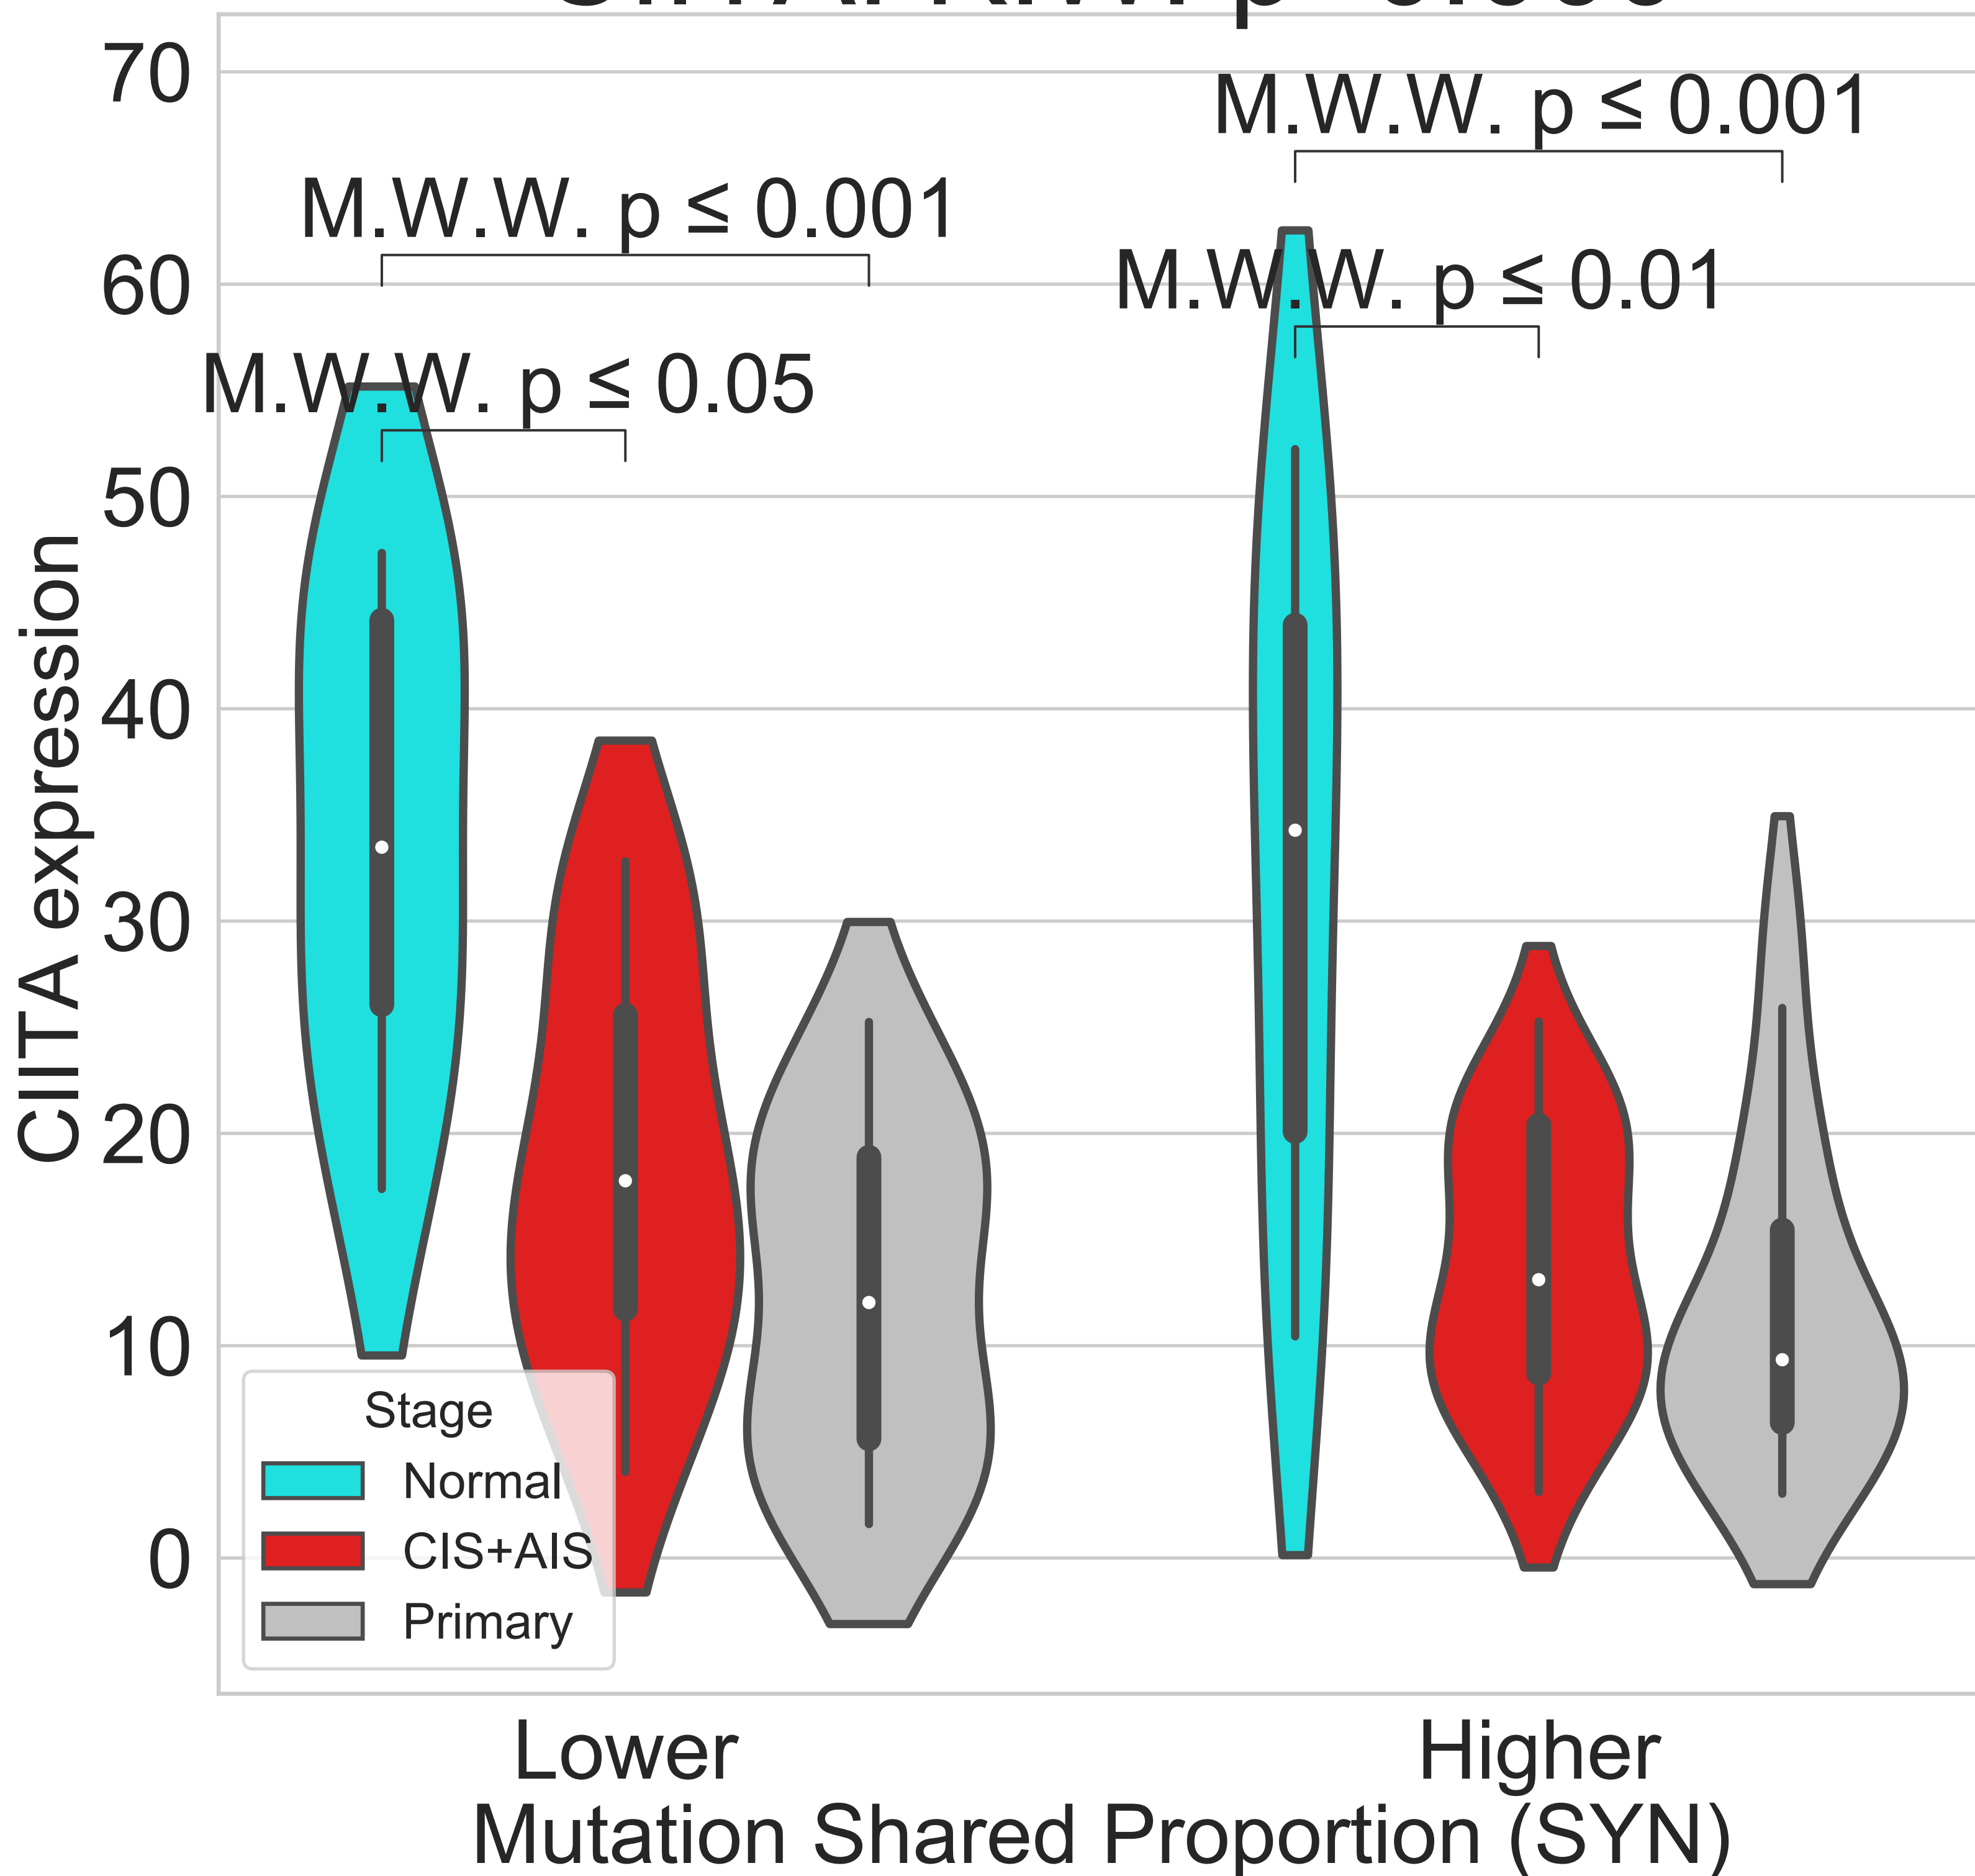 70
M.W.W. p ≤ 0.001
M.W.W. p ≤ 0.001
60
M.W.W. p ≤ 0.01
M.W.W. p ≤ 0.05
50
40
30
20
10
0
CIITA expression
Stage
Normal
CIS+AIS
Primary
Lower
Higher
Mutation Shared Proportion (SYN)